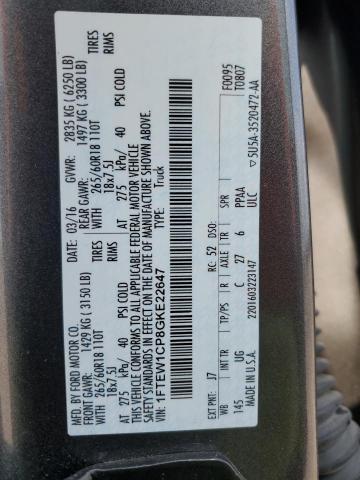 MFD. BY FORD MOTOR CO.
DATE: 03/16 GVWR: 2835 KG ( 6250 LB)
FRONT GAWR: 1429 KG ( 3150 LB) REAR GAWR: 1497 KG ( 3300 LB)
WITH 265/60R18 110T TIRES WITH 265/60R18 110T TIRES
18x7.5J RIMS 18x7.5J RIMS
AT 275 kPa/ 40 PSI COLD AT 275 kPa/ 40 PSI COLD
THIS VEHICLE CONFORMS TO ALL APPLICABLE FEDERAL MOTOR VEHICLE
SAFETY STANDARDS IN EFFECT ON THE DATE OF MANUFACTURE SHOWN ABOVE.
VIN: 1FTEW1CP8GKE22647
TYPE: Truck
F0095
T0807
EXT PNT: J7 RC: 52 DSO:
WB TP/PS R AXLE TR SPR
145 UG C 27 6 PPAA
ULC
2201603223147
MADE IN U.S.A.
5U5A-3520472-AA